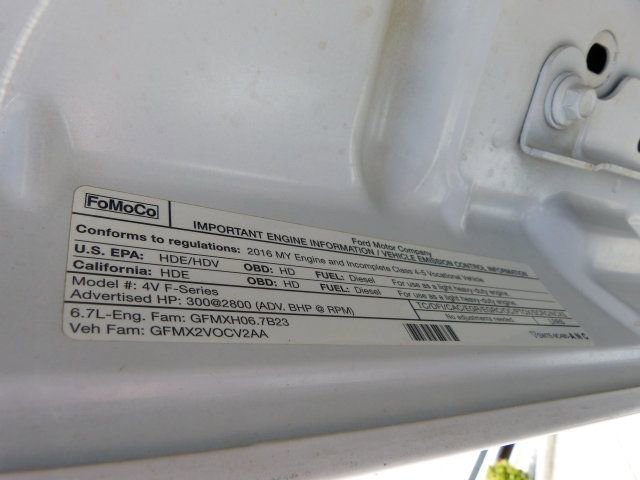 FoMoCo
Ford Motor Company
IMPORTANT ENGINE INFORMATION / VEHICLE EMISSION CONTROL INFORMATION
Conforms to regulations: 2016 MY Engine and Incomplete Class 4-5 Vocational Vehicle
U.S. EPA: HDE/HDV OBD: HD FUEL: Diesel For use as a light heavy-duty engine.
California: HDE OBD: HD FUEL: Diesel For use as a light heavy-duty engine.
Model #: 4V F-Series
Advertised HP: 300@2800 (ADV. BHP @ RPM) No adjustments needed.
6.7L-Eng. Fam: GFMXH06.7B23
Veh Fam: GFMX2VOCV2AA